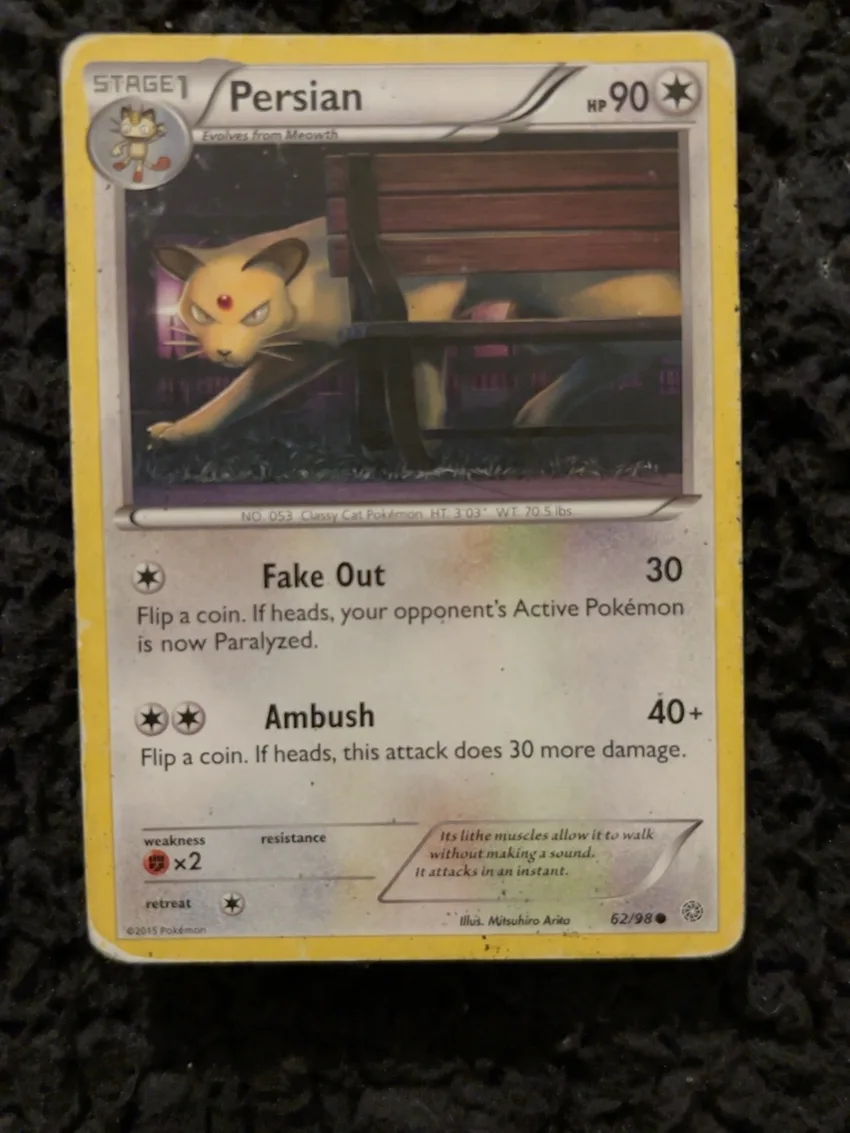 STAGE1
Persian
HP 90
Evolves from Meowth
NO. 053 Classy Cat Pokémon HT 3'03" WT 70.5 lbs
Fake Out 30
Flip a coin. If heads, your opponent's Active Pokémon
is now Paralyzed.
Ambush 40+
Flip a coin. If heads, this attack does 30 more damage.
weakness resistance
×2
Its lithe muscles allow it to walk
without making a sound.
It attacks in an instant.
retreat
Illus. Mitsuhiro Arita 62/98
©2015 Pokémon